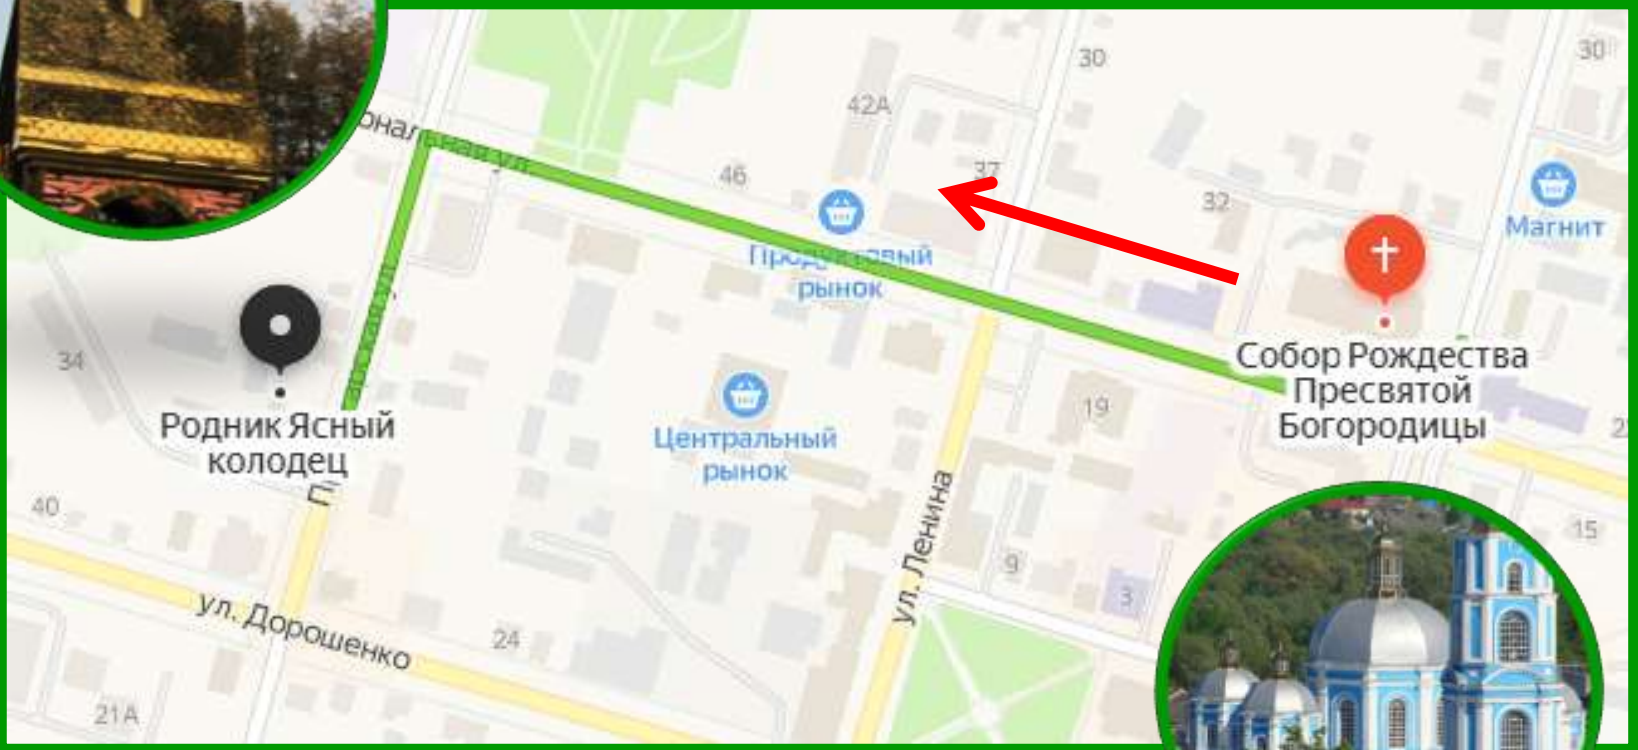 30
30
42А
46
37
32
Магнит
Продуктовый
рынок
Собор Рождества
Пресвятой
Богородицы
34
Родник Ясный
колодец
Центральный
рынок
19
40
ул. Ленина
15
9
3
ул. Дорошенко
24
21А